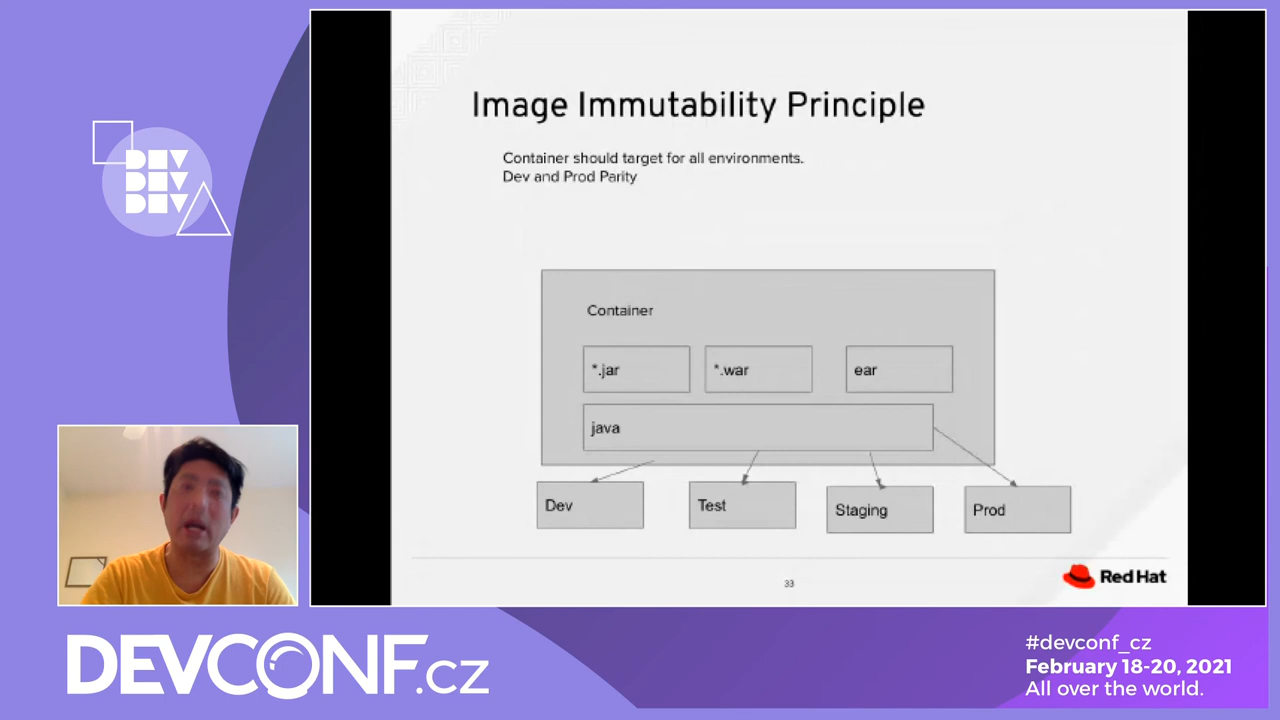 DEV
DEV
DEV
Image Immutability Principle
Container should target for all environments.
Dev and Prod Parity
Container
*.jar
*.war
ear
java
Dev
Test
Staging
Prod
33
Red Hat
DEVCONF.cz
#devconf_cz
February 18-20, 2021
All over the world.